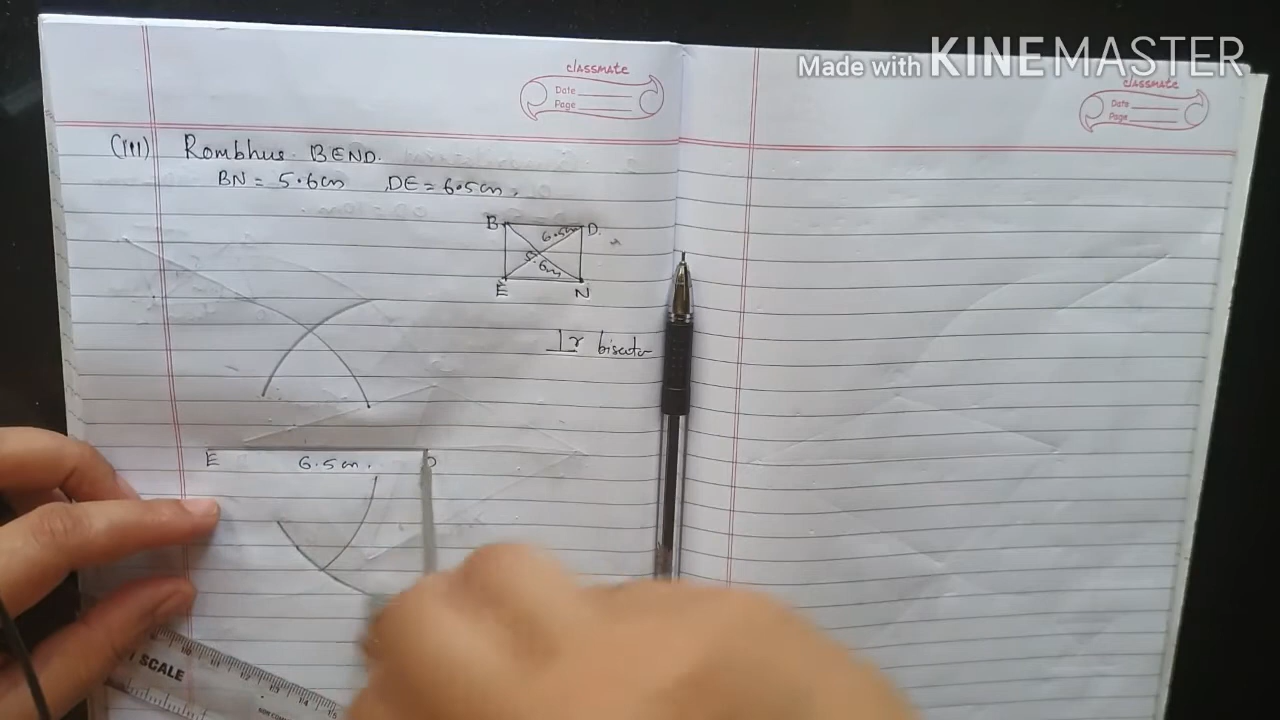 Made with KINEMASTER
classmate
Date
Page
classmate
Date
Page
(III) Rombhus BEND.
BN = 5.6cm DE = 6.5cm,
B D.
6.5cm
5.6cm
E N
⊥r bisector
E D
6.5cm.
SCALE